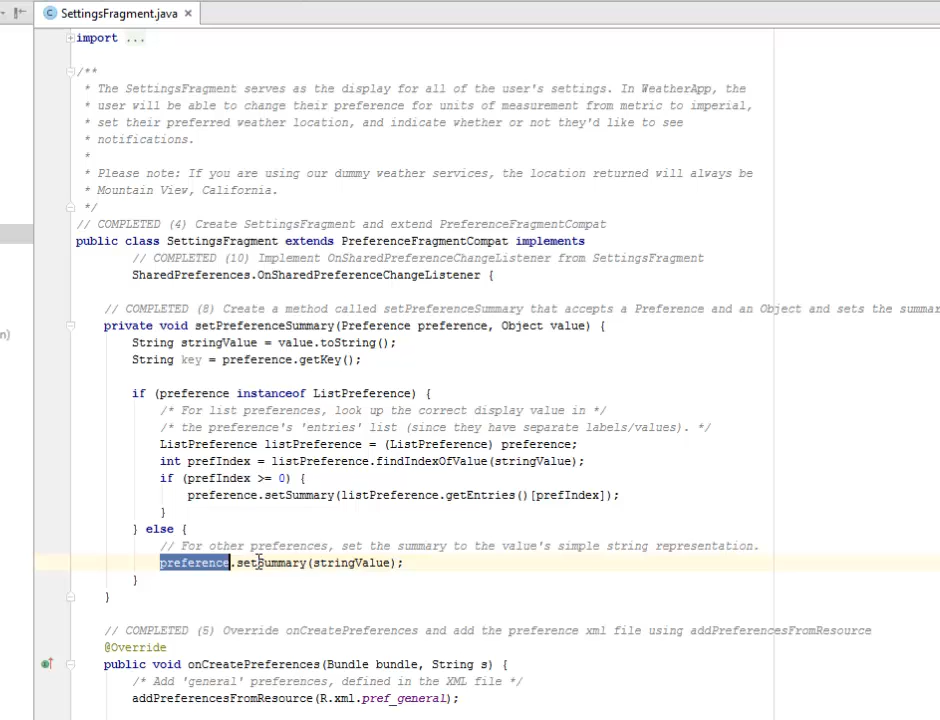 SettingsFragment.java
import ...
/**
* The SettingsFragment serves as the display for all of the user's settings. In WeatherApp, the
* user will be able to change their preference for units of measurement from metric to imperial,
* set their preferred weather location, and indicate whether or not they'd like to see
* notifications.
*
* Please note: If you are using our dummy weather services, the location returned will always be
* Mountain View, California.
*/
// COMPLETED (4) Create SettingsFragment and extend PreferenceFragmentCompat
public class SettingsFragment extends PreferenceFragmentCompat implements
// COMPLETED (10) Implement OnSharedPreferenceChangeListener from SettingsFragment
SharedPreferences.OnSharedPreferenceChangeListener {
// COMPLETED (8) Create a method called setPreferenceSummary that accepts a Preference and an Object and sets the summar
private void setPreferenceSummary(Preference preference, Object value) {
String stringValue = value.toString();
String key = preference.getKey();
if (preference instanceof ListPreference) {
/* For list preferences, look up the correct display value in */
/* the preference's 'entries' list (since they have separate labels/values). */
ListPreference listPreference = (ListPreference) preference;
int prefIndex = listPreference.findIndexOfValue(stringValue);
if (prefIndex >= 0) {
preference.setSummary(listPreference.getEntries()[prefIndex]);
}
} else {
// For other preferences, set the summary to the value's simple string representation.
preference.setSummary(stringValue);
}
}
n)
// COMPLETED (5) Override onCreatePreferences and add the preference xml file using addPreferencesFromResource
@Override
public void onCreatePreferences(Bundle bundle, String s) {
/* Add 'general' preferences, defined in the XML file */
addPreferencesFromResource(R.xml.pref_general);